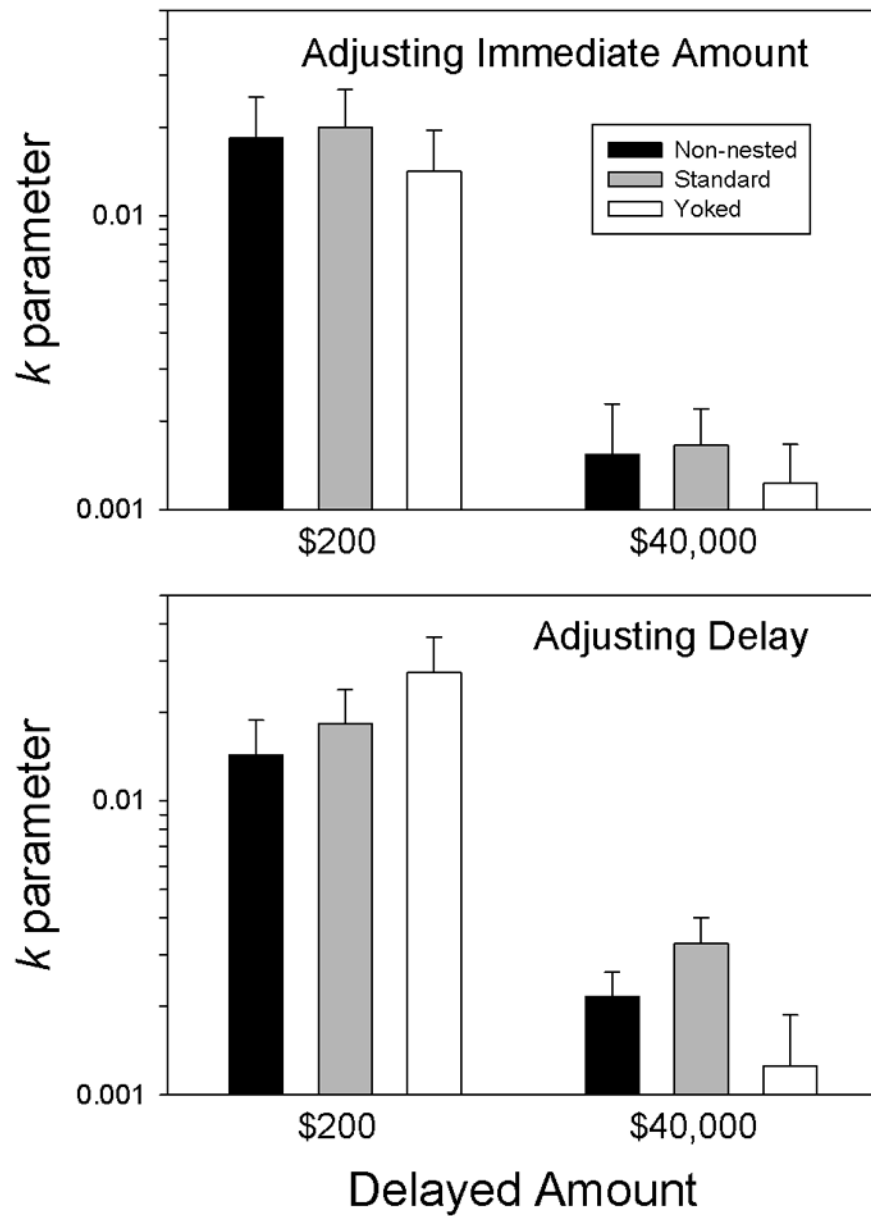 Adjusting Immediate Amount
Non-nested
Standard
Yoked
k parameter
0.01
0.001
$200
$40,000
Adjusting Delay
k parameter
0.01
0.001
$200
$40,000
Delayed Amount